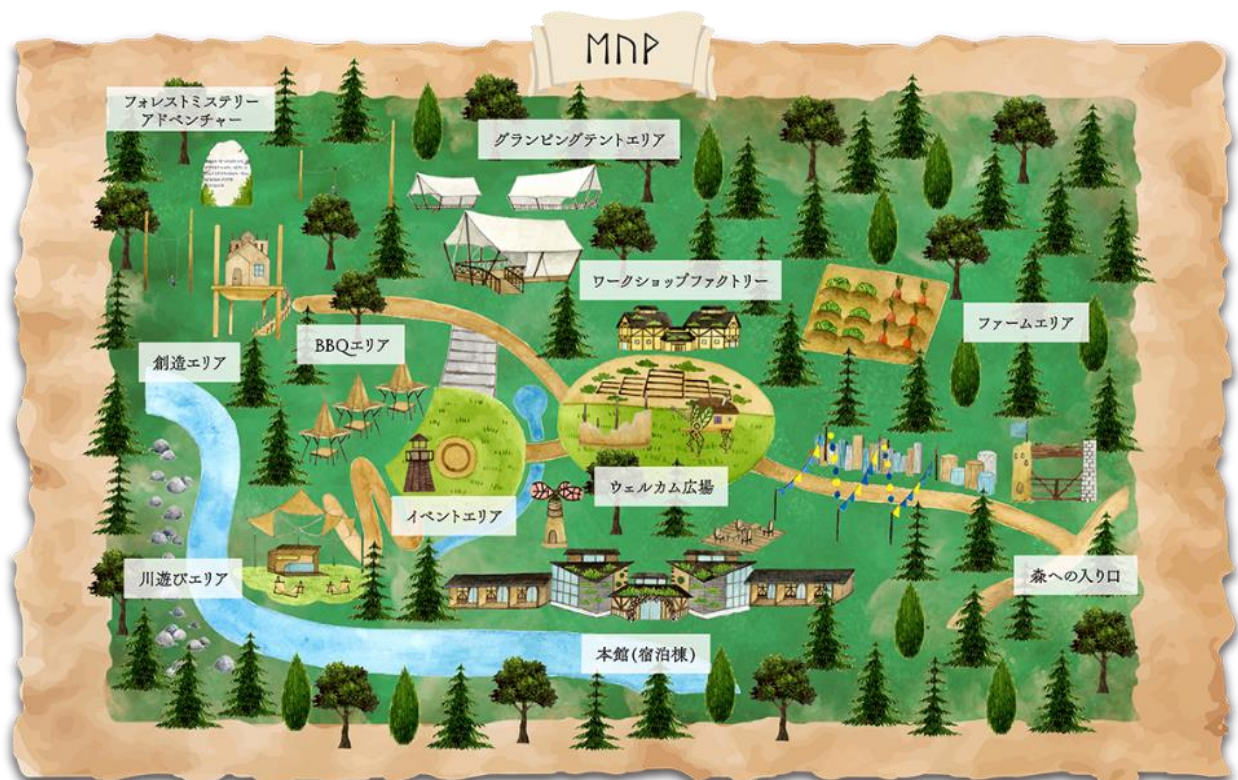 ᛖᚢᚹ
フォレストミステリー
アドベンチャー
グランピングテントエリア
ワークショップファクトリー
ファームエリア
BBQエリア
創造エリア
ウェルカム広場
イベントエリア
川遊びエリア
森への入り口
本館(宿泊棟)